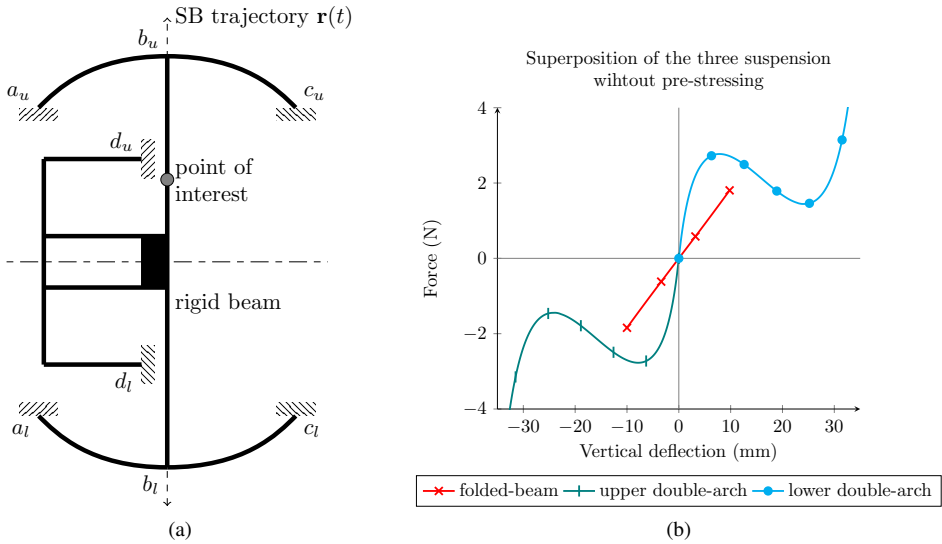 SB trajectory r(t)
b_u
a_u
c_u
d_u
point of
interest
rigid beam
d_l
a_l
c_l
b_l
(a)
Superposition of the three suspension
wihtout pre-stressing
Force (N)
4
2
0
−2
−4
−30 −20 −10 0 10 20 30
Vertical deflection (mm)
folded-beam upper double-arch lower double-arch
(b)